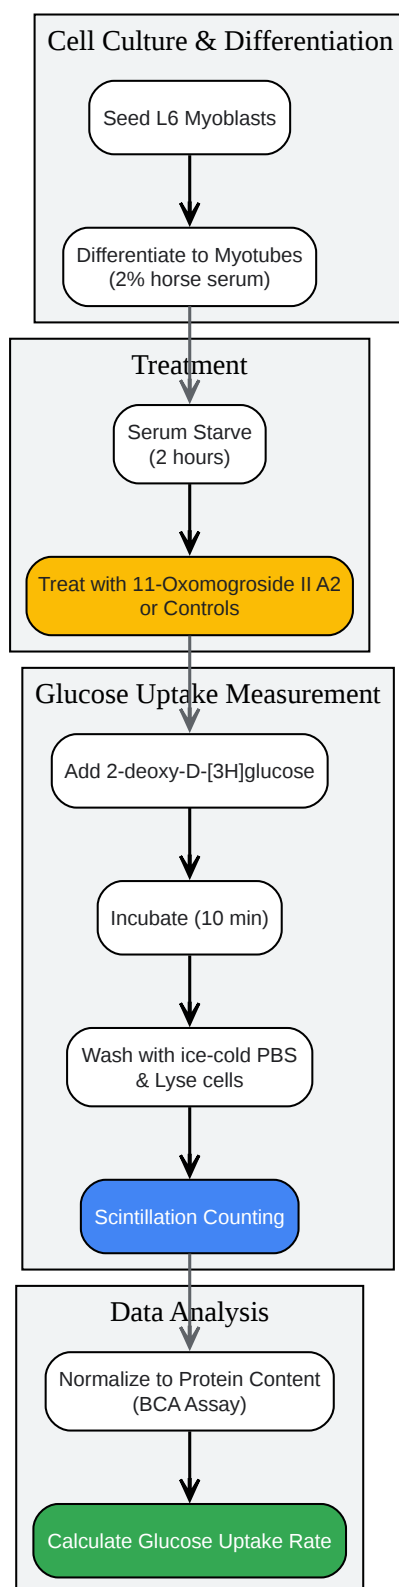 Cell Culture & Differentiation
Seed L6 Myoblasts
Differentiate to Myotubes
(2% horse serum)
Treatment
Serum Starve
(2 hours)
Treat with 11-Oxomogroside II A2
or Controls
Glucose Uptake Measurement
Add 2-deoxy-D-[3H]glucose
Incubate (10 min)
Wash with ice-cold PBS
& Lyse cells
Scintillation Counting
Data Analysis
Normalize to Protein Content
(BCA Assay)
Calculate Glucose Uptake Rate